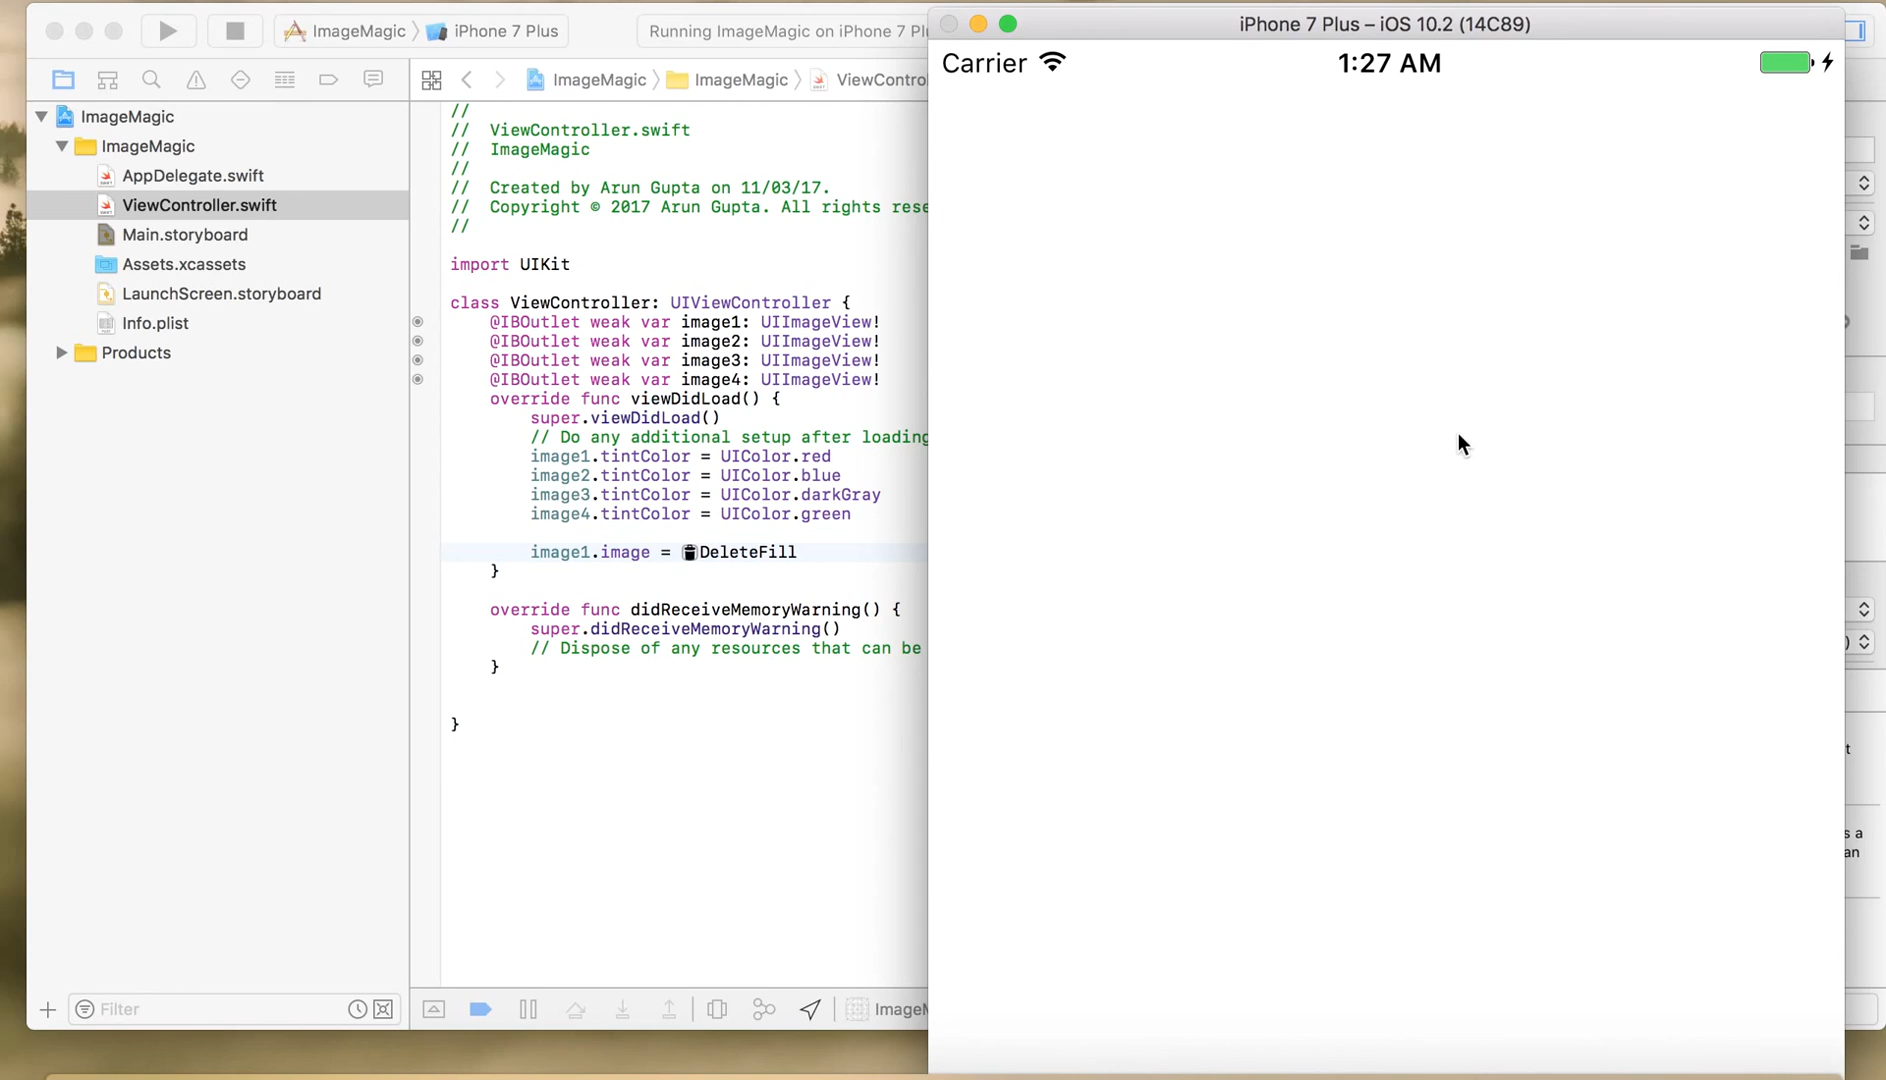 ImageMagic
iPhone 7 Plus
Running ImageMagic on iPhone 7
iPhone 7 Plus – iOS 10.2 (14C89)
Carrier
1:27 AM
ImageMagic
ImageMagic
AppDelegate.swift
ViewController.swift
Main.storyboard
Assets.xcassets
LaunchScreen.storyboard
Info.plist
Products
Filter
ImageMagic
ImageMagic
ViewContro
//
// ViewController.swift
// ImageMagic
//
// Created by Arun Gupta on 11/03/17.
// Copyright © 2017 Arun Gupta. All rights rese
//
import UIKit
class ViewController: UIViewController {
@IBOutlet weak var image1: UIImageView!
@IBOutlet weak var image2: UIImageView!
@IBOutlet weak var image3: UIImageView!
@IBOutlet weak var image4: UIImageView!
override func viewDidLoad() {
super.viewDidLoad()
// Do any additional setup after loading
image1.tintColor = UIColor.red
image2.tintColor = UIColor.blue
image3.tintColor = UIColor.darkGray
image4.tintColor = UIColor.green
image1.image = DeleteFill
}
override func didReceiveMemoryWarning() {
super.didReceiveMemoryWarning()
// Dispose of any resources that can be
}
}
ImageM
t
s a
an
)